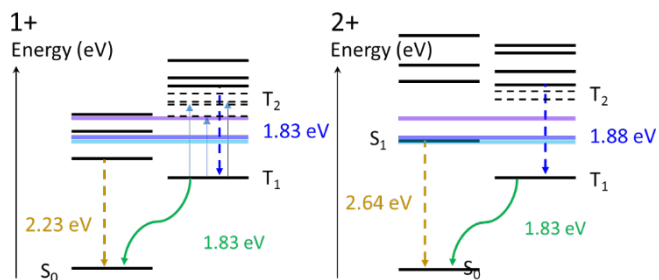 1+
Energy (eV)
T2
1.83 eV
T1
2.23 eV
1.83 eV
S0
2+
Energy (eV)
T2
S1
1.88 eV
T1
2.64 eV
1.83 eV
S0